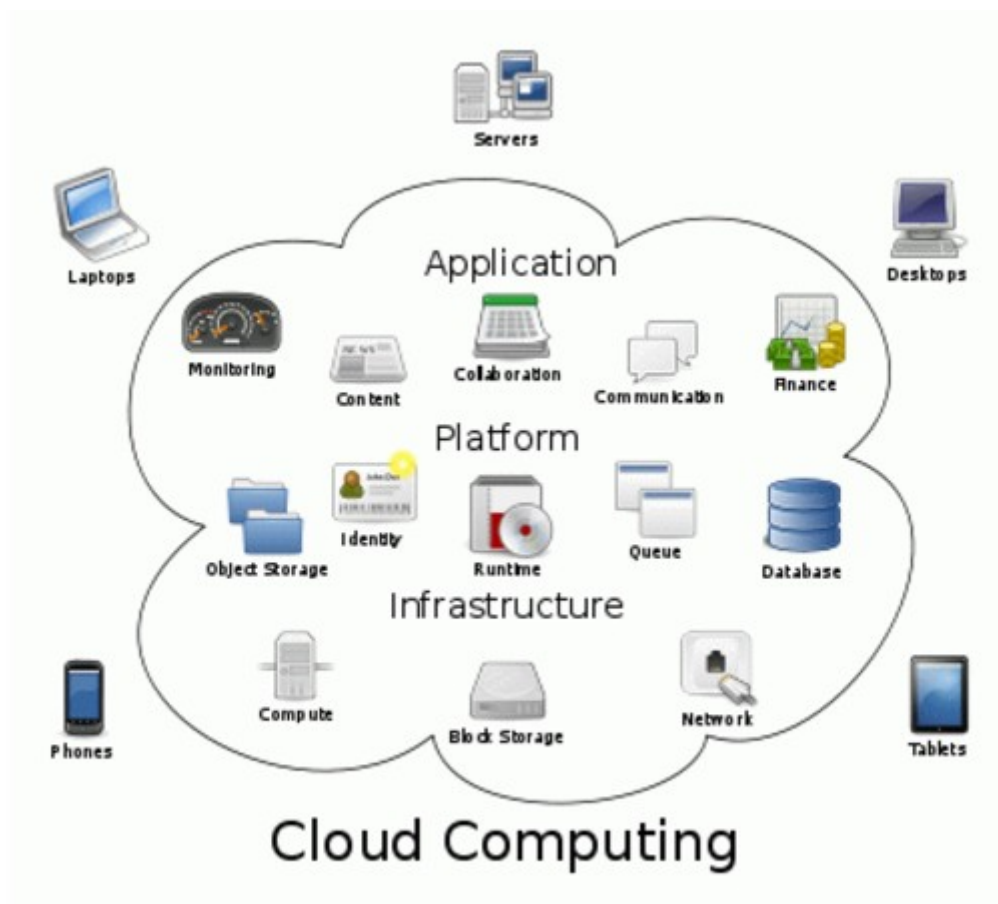 Servers
Laptops
Desktops
Application
Monitoring
Content
Collaboration
Communication
Finance
Platform
Object Storage
Identity
Runtime
Queue
Database
Infrastructure
Compute
Block Storage
Network
Phones
Tablets
Cloud Computing